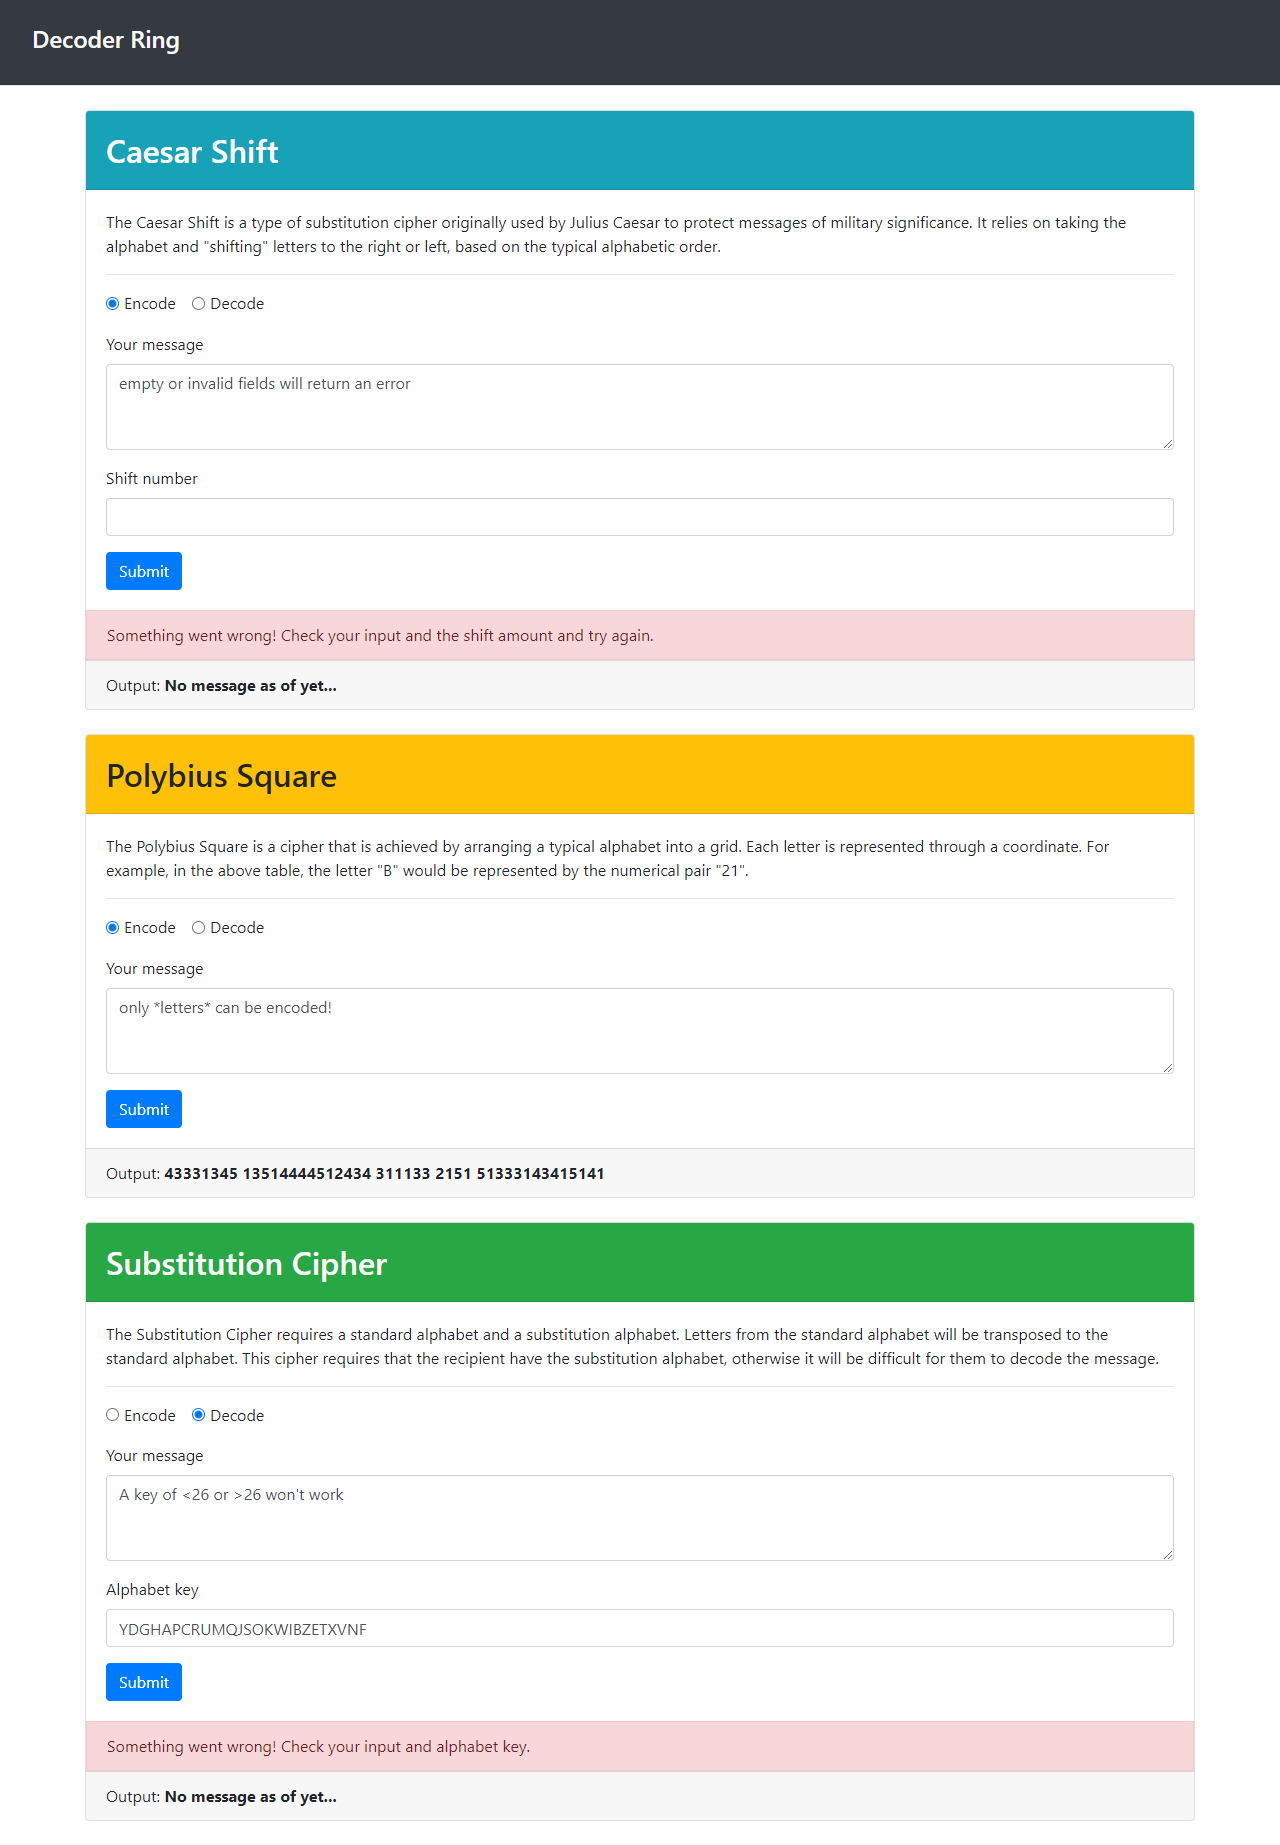 Decoder Ring
Caesar Shift
The Caesar Shift is a type of substitution cipher originally used by Julius Caesar to protect messages of military significance. It relies on taking the
alphabet and "shifting" letters to the right or left, based on the typical alphabetic order.
Encode Decode
Your message
empty or invalid fields will return an error
Shift number
Submit
Something went wrong! Check your input and the shift amount and try again.
Output: No message as of yet...
Polybius Square
The Polybius Square is a cipher that is achieved by arranging a typical alphabet into a grid. Each letter is represented through a coordinate. For
example, in the above table, the letter "B" would be represented by the numerical pair "21".
Encode Decode
Your message
only *letters* can be encoded!
Submit
Output: 43331345 13514444512434 311133 2151 51333143415141
Substitution Cipher
The Substitution Cipher requires a standard alphabet and a substitution alphabet. Letters from the standard alphabet will be transposed to the
standard alphabet. This cipher requires that the recipient have the substitution alphabet, otherwise it will be difficult for them to decode the message.
Encode Decode
Your message
A key of <26 or >26 won't work
Alphabet key
YDGHAPCRUMQJSOKWIBZETXVNF
Submit
Something went wrong! Check your input and alphabet key.
Output: No message as of yet...